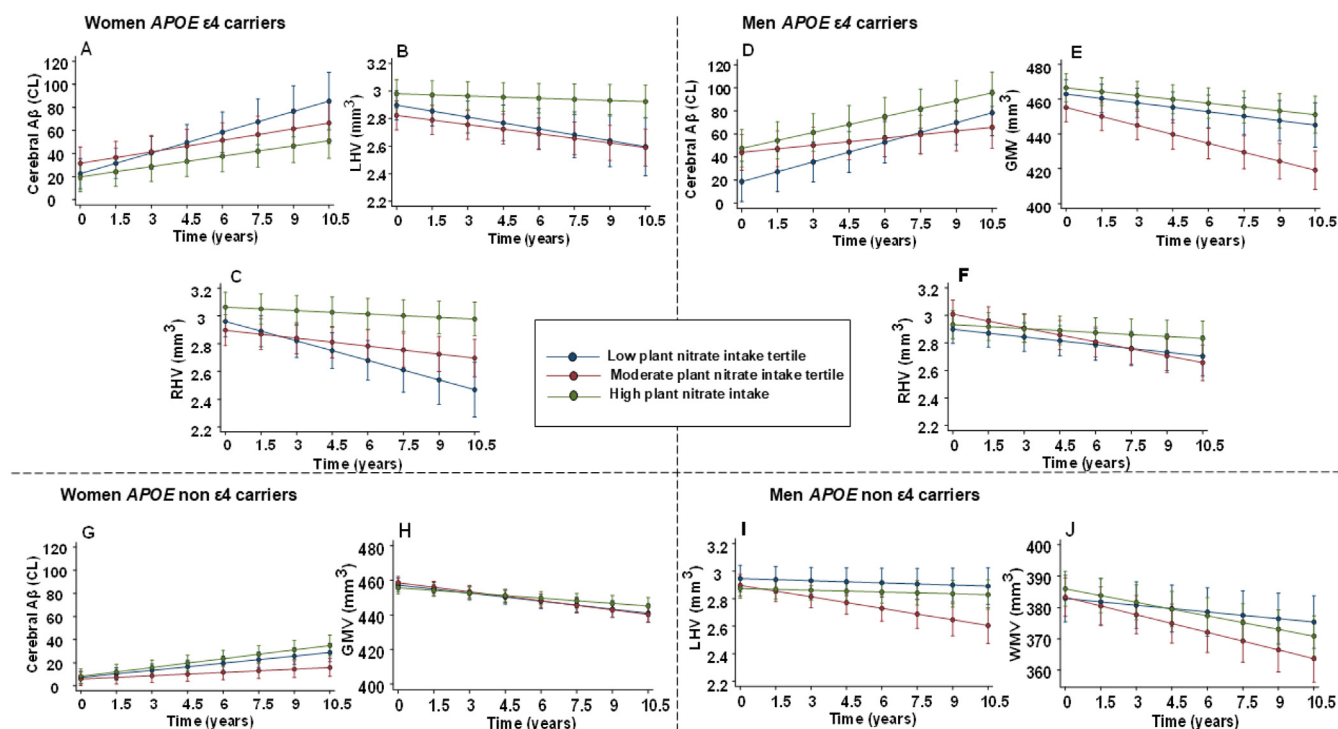 Women APOE ε4 carriers
A
Cerebral Aβ (CL)
120
100
80
60
40
20
0
0 1.5 3 4.5 6 7.5 9 10.5
Time (years)
B
LHV (mm3)
3.2
3
2.8
2.6
2.4
2.2
0 1.5 3 4.5 6 7.5 9 10.5
Time (years)
C
RHV (mm3)
3.2
3
2.8
2.6
2.4
2.2
0 1.5 3 4.5 6 7.5 9 10.5
Time (years)
Men APOE ε4 carriers
D
Cerebral Aβ (CL)
120
100
80
60
40
20
0
0 1.5 3 4.5 6 7.5 9 10.5
Time (years)
E
GMV (mm3)
480
460
440
420
400
0 1.5 3 4.5 6 7.5 9 10.5
Time (years)
F
RHV (mm3)
3.2
3
2.8
2.6
2.4
2.2
0 1.5 3 4.5 6 7.5 9 10.5
Time (years)
Low plant nitrate intake tertile
Moderate plant nitrate intake tertile
High plant nitrate intake
Women APOE non ε4 carriers
G
Cerebral Aβ (CL)
120
100
80
60
40
20
0
0 1.5 3 4.5 6 7.5 9 10.5
Time (years)
H
GMV (mm3)
480
460
440
420
400
0 1.5 3 4.5 6 7.5 9 10.5
Time (years)
Men APOE non ε4 carriers
I
LHV (mm3)
3.2
3
2.8
2.6
2.4
2.2
0 1.5 3 4.5 6 7.5 9 10.5
Time (years)
J
WMV (mm3)
400
390
380
370
360
0 1.5 3 4.5 6 7.5 9 10.5
Time (years)